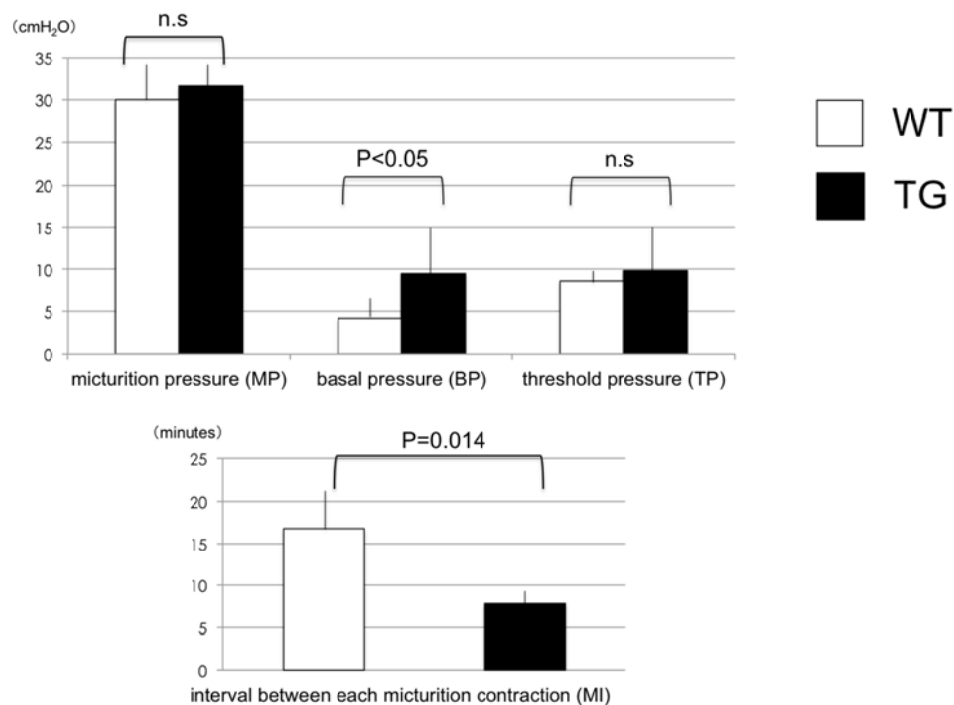 (cmH₂O)
n.s
35
30
25
20
15
10
5
0
P<0.05
n.s
micturition pressure (MP)
basal pressure (BP)
threshold pressure (TP)
WT
TG
(minutes)
P=0.014
25
20
15
10
5
0
interval between each micturition contraction (MI)